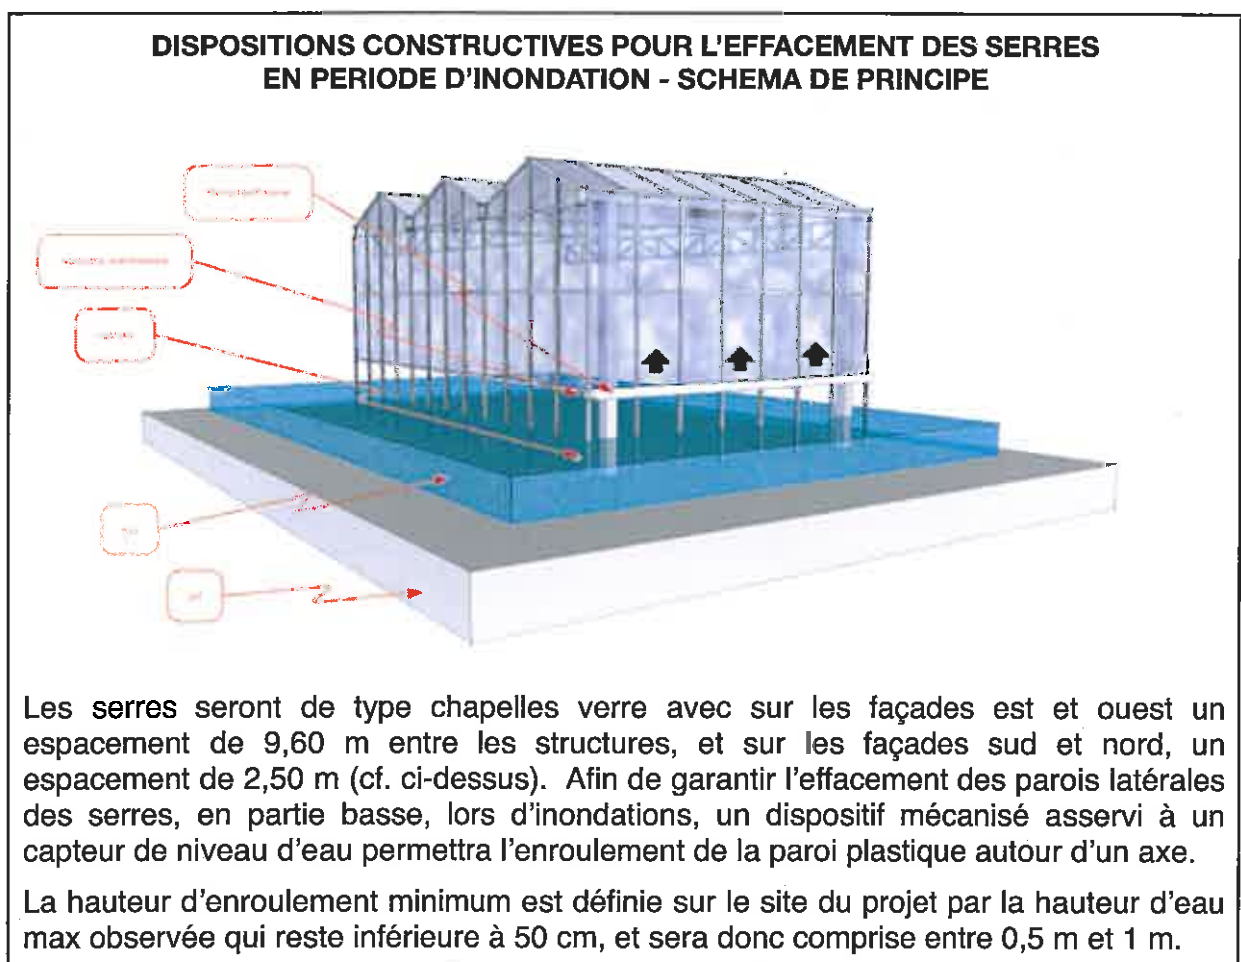 DISPOSITIONS CONSTRUCTIVES POUR L'EFFACEMENT DES SERRES
EN PERIODE D'INONDATION - SCHEMA DE PRINCIPE
Les serres seront de type chapelles verre avec sur les façades est et ouest un
espacement de 9,60 m entre les structures, et sur les façades sud et nord, un
espacement de 2,50 m (cf. ci-dessus). Afin de garantir l'effacement des parois latérales
des serres, en partie basse, lors d'inondations, un dispositif mécanisé asservi à un
capteur de niveau d'eau permettra l'enroulement de la paroi plastique autour d'un axe.
La hauteur d'enroulement minimum est définie sur le site du projet par la hauteur d'eau
max observée qui reste inférieure à 50 cm, et sera donc comprise entre 0,5 m et 1 m.